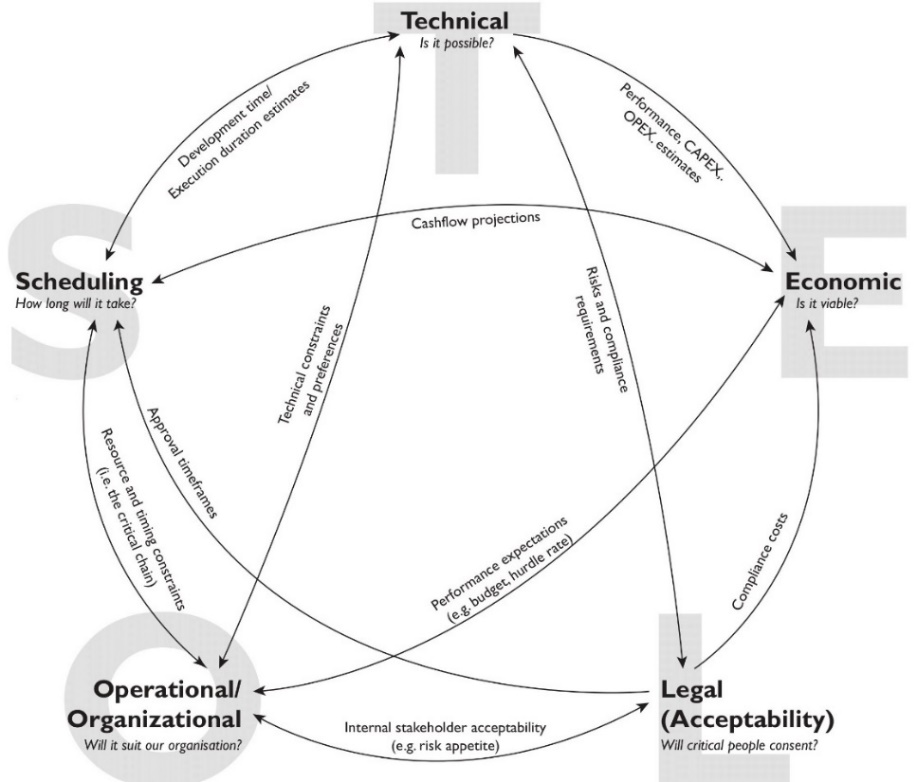 T
Technical
Is it possible?
Development time/
Execution duration estimates
Performance, CAPEX,.
OPEX. estimates
Cashflow projections
S
Scheduling
How long will it take?
E
Economic
Is it viable?
Technical constraints
and preferences
Risks and compliance
requirements
Resource and timing constraints
(i.e. the critical chain)
Approval timeframes
Performance expectations
(e.g. budget, hurdle rate)
Compliance costs
O
Operational/
Organizational
Will it suit our organisation?
Internal stakeholder acceptability
(e.g. risk appetite)
L
Legal
(Acceptability)
Will critical people consent?